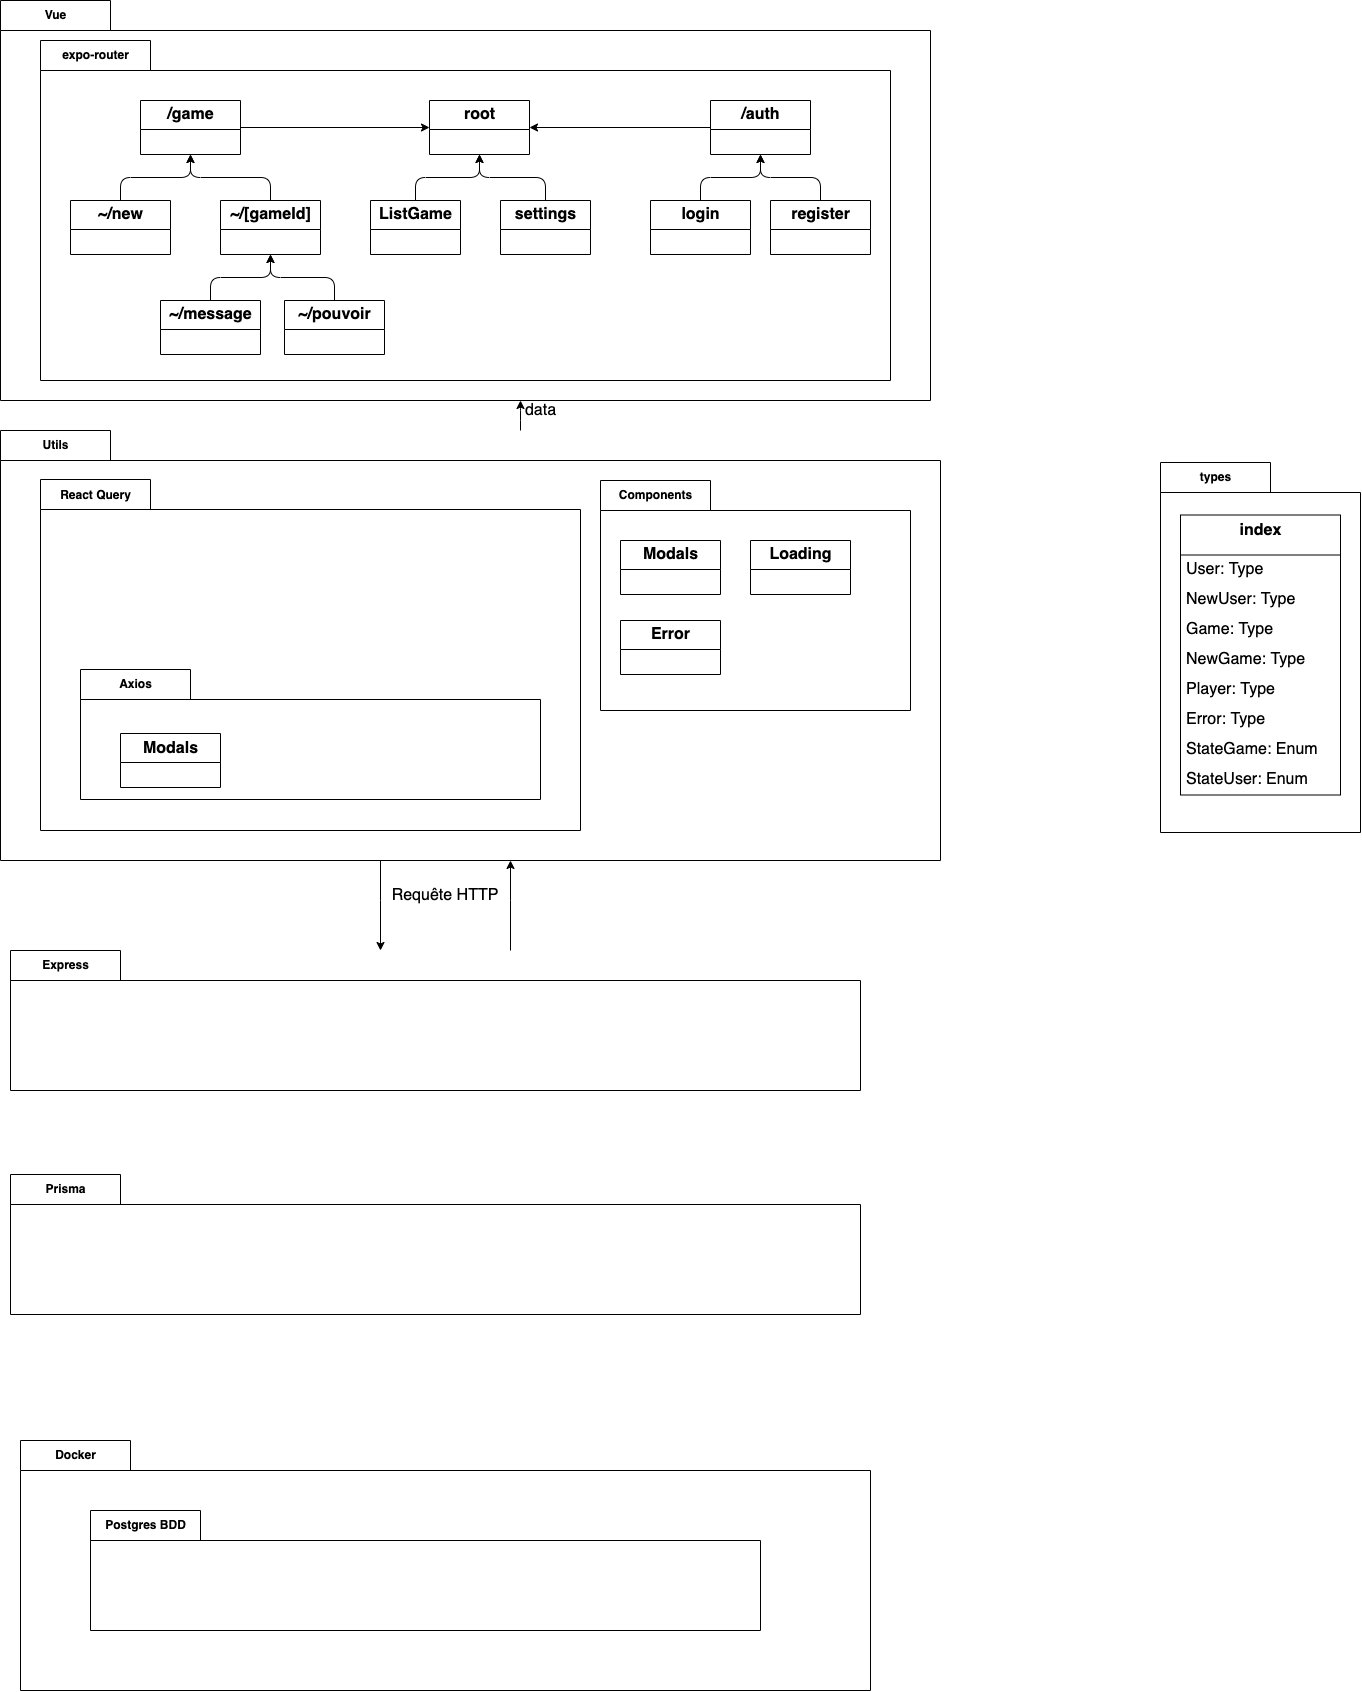 Vue
expo-router
/game
root
/auth
~/new
~/[gameId]
ListGame
settings
login
register
~/message
~/pouvoir
data
Utils
React Query
Components
Modals
Loading
Error
Axios
Modals
types
index
User: Type
NewUser: Type
Game: Type
NewGame: Type
Player: Type
Error: Type
StateGame: Enum
StateUser: Enum
Requête HTTP
Express
Prisma
Docker
Postgres BDD